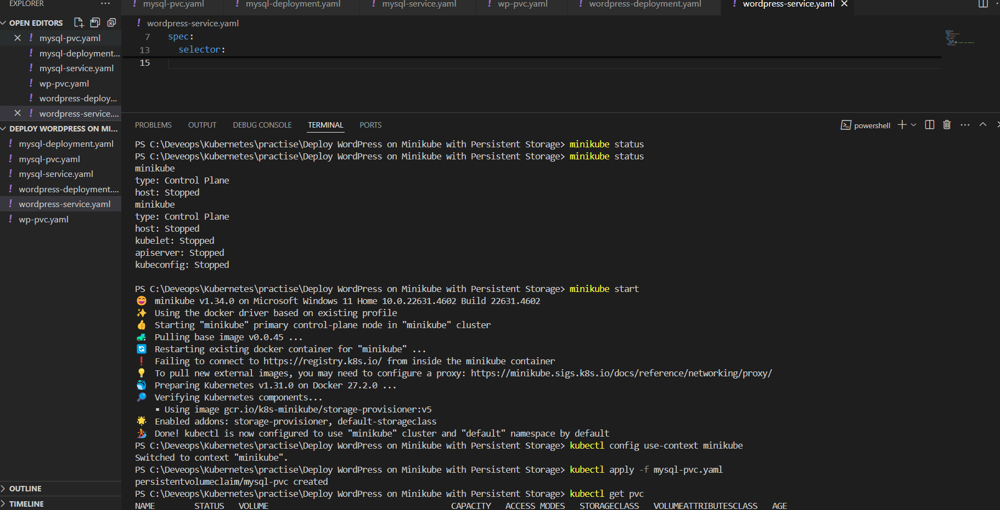 EXPLORER
OPEN EDITORS
mysql-pvc.yaml
mysql-deployment...
mysql-service.yaml
wp-pvc.yaml
wordpress-deploy...
wordpress-service....
DEPLOY WORDPRESS ON MI...
! mysql-deployment.yaml
! mysql-pvc.yaml
! mysql-service.yaml
! wordpress-deployment....
! wordpress-service.yaml
! wp-pvc.yaml
OUTLINE
TIMELINE
! mysql-pvc.yaml ! mysql-deployment.yaml ! mysql-service.yaml ! wp-pvc.yaml ! wordpress-deployment.yaml ! wordpress-service.yaml
! wordpress-service.yaml
7 spec:
13 selector:
15
PROBLEMS OUTPUT DEBUG CONSOLE TERMINAL PORTS powershell
PS C:\Deveops\Kubernetes\practise\Deploy WordPress on Minikube with Persistent Storage> minikube status
PS C:\Deveops\Kubernetes\practise\Deploy WordPress on Minikube with Persistent Storage> minikube status
minikube
type: Control Plane
host: Stopped
minikube
type: Control Plane
host: Stopped
kubelet: Stopped
apiserver: Stopped
kubeconfig: Stopped
PS C:\Deveops\Kubernetes\practise\Deploy WordPress on Minikube with Persistent Storage> minikube start
minikube v1.34.0 on Microsoft Windows 11 Home 10.0.22631.4602 Build 22631.4602
Using the docker driver based on existing profile
Starting "minikube" primary control-plane node in "minikube" cluster
Pulling base image v0.0.45 ...
Restarting existing docker container for "minikube" ...
Failing to connect to https://registry.k8s.io/ from inside the minikube container
To pull new external images, you may need to configure a proxy: https://minikube.sigs.k8s.io/docs/reference/networking/proxy/
Preparing Kubernetes v1.31.0 on Docker 27.2.0 ...
Verifying Kubernetes components...
▪ Using image gcr.io/k8s-minikube/storage-provisioner:v5
Enabled addons: storage-provisioner, default-storageclass
Done! kubectl is now configured to use "minikube" cluster and "default" namespace by default
PS C:\Deveops\Kubernetes\practise\Deploy WordPress on Minikube with Persistent Storage> kubectl config use-context minikube
Switched to context "minikube".
PS C:\Deveops\Kubernetes\practise\Deploy WordPress on Minikube with Persistent Storage> kubectl apply -f mysql-pvc.yaml
persistentvolumeclaim/mysql-pvc created
PS C:\Deveops\Kubernetes\practise\Deploy WordPress on Minikube with Persistent Storage> kubectl get pvc
NAME STATUS VOLUME CAPACITY ACCESS MODES STORAGECLASS VOLUMEATTRIBUTESCLASS AGE